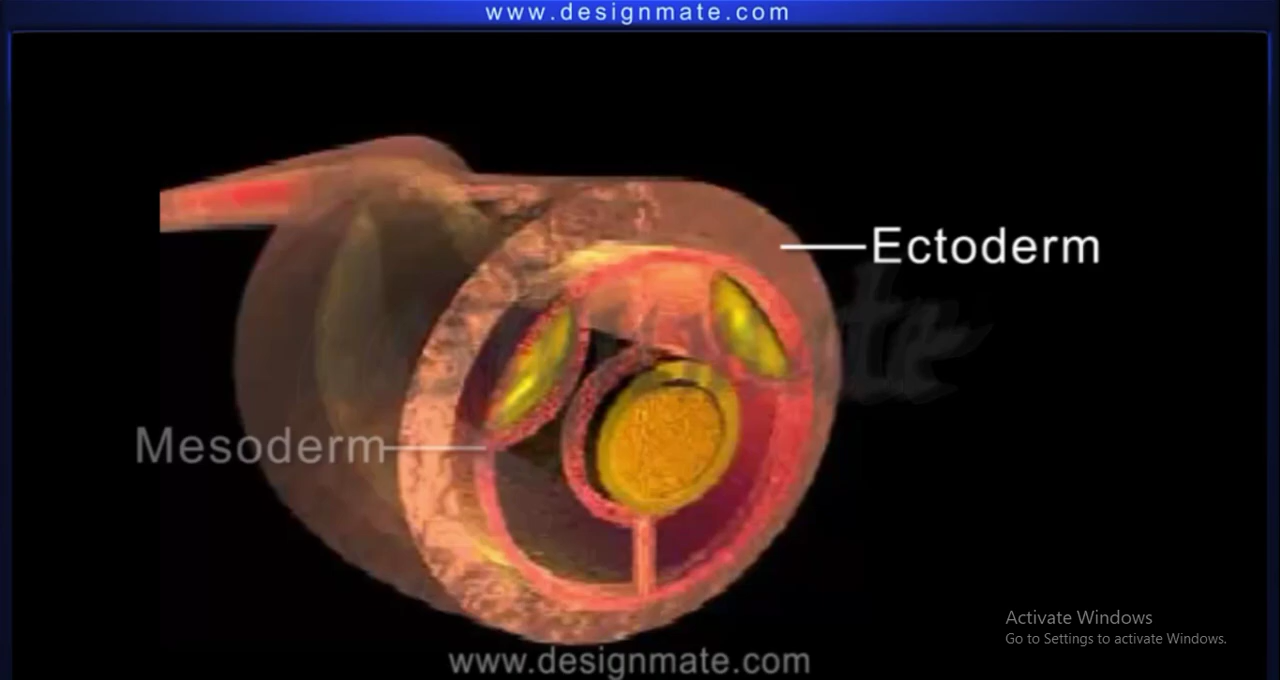 www.designmate.com
Ectoderm
Mesoderm
Activate Windows
Go to Settings to activate Windows.
www.designmate.com